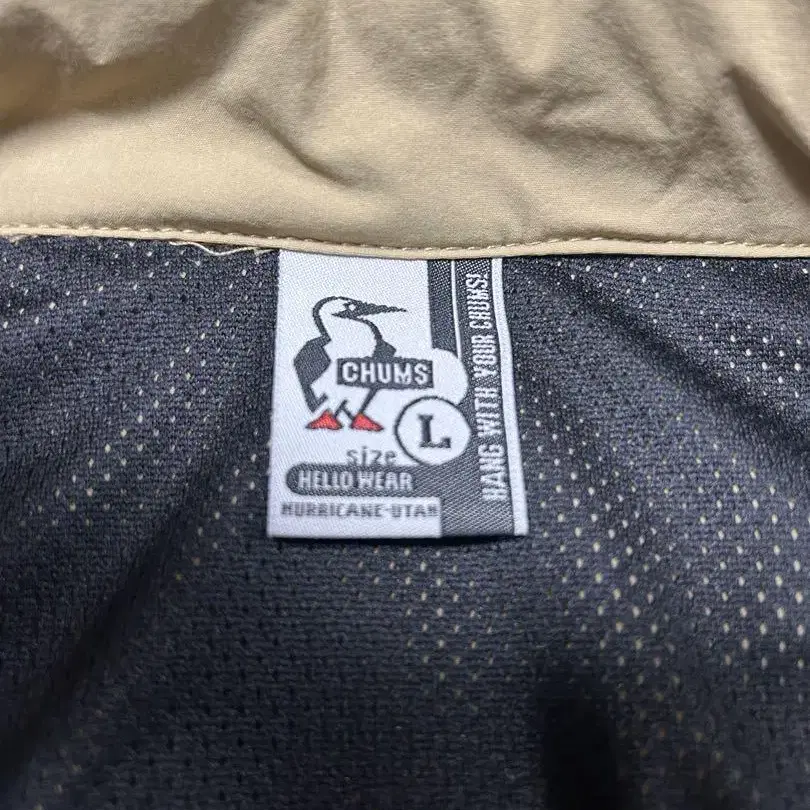 CHUMS
L
size
HELLO WEAR
HURRICANE-UTAH
HANG WITH YOUR CHUMS!